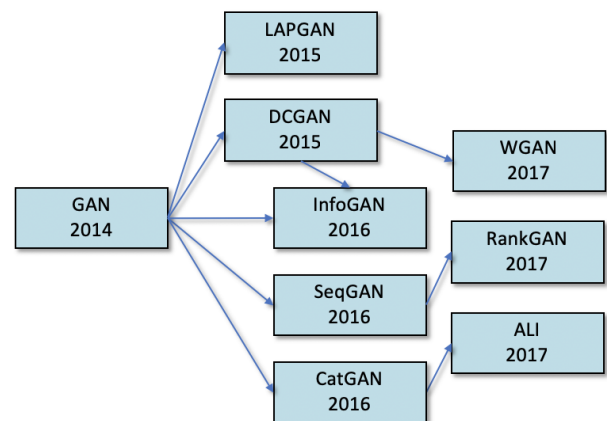 LAPGAN
2015
DCGAN
2015
WGAN
2017
GAN
2014
InfoGAN
2016
RankGAN
2017
SeqGAN
2016
ALI
2017
CatGAN
2016